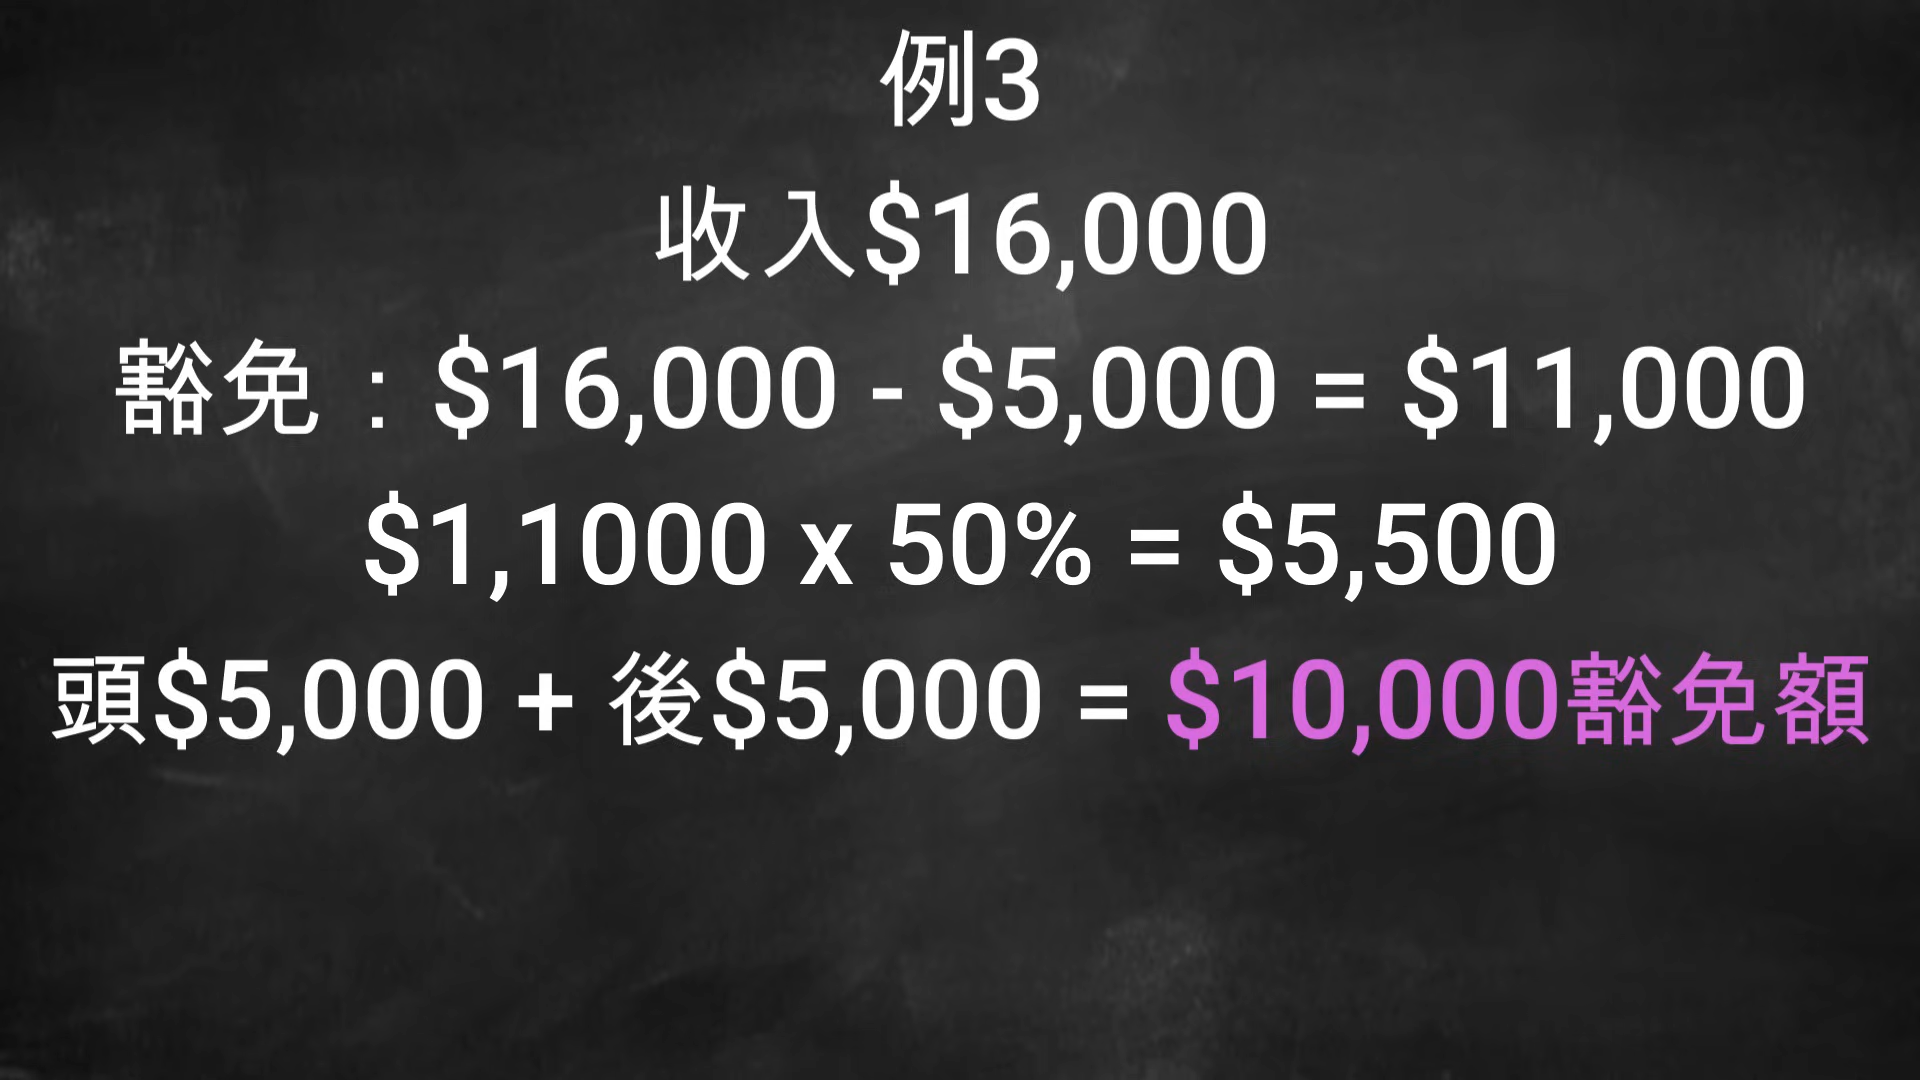 例3
收入$16,000
豁免：$16,000 - $5,000 = $11,000
$1,1000 x 50% = $5,500
頭$5,000 + 後$5,000 = $10,000豁免額